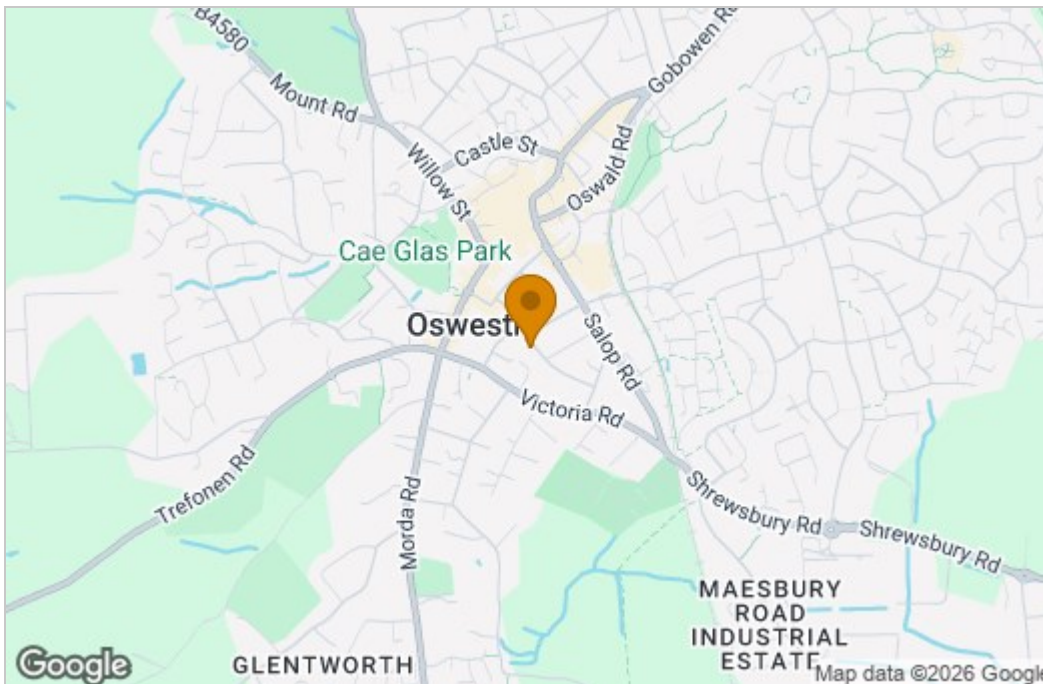 B4580
Mount Rd
Gobowen Rd
Castle St
Willow St
Oswald Rd
Cae Glas Park
Salop Rd
Victoria Rd
Trefonen Rd
Morda Rd
Shrewsbury Rd
Shrewsbury Rd
MAESBURY
ROAD
INDUSTRIAL
ESTATE
GLENTWORTH
Google
Map data ©2026 Google